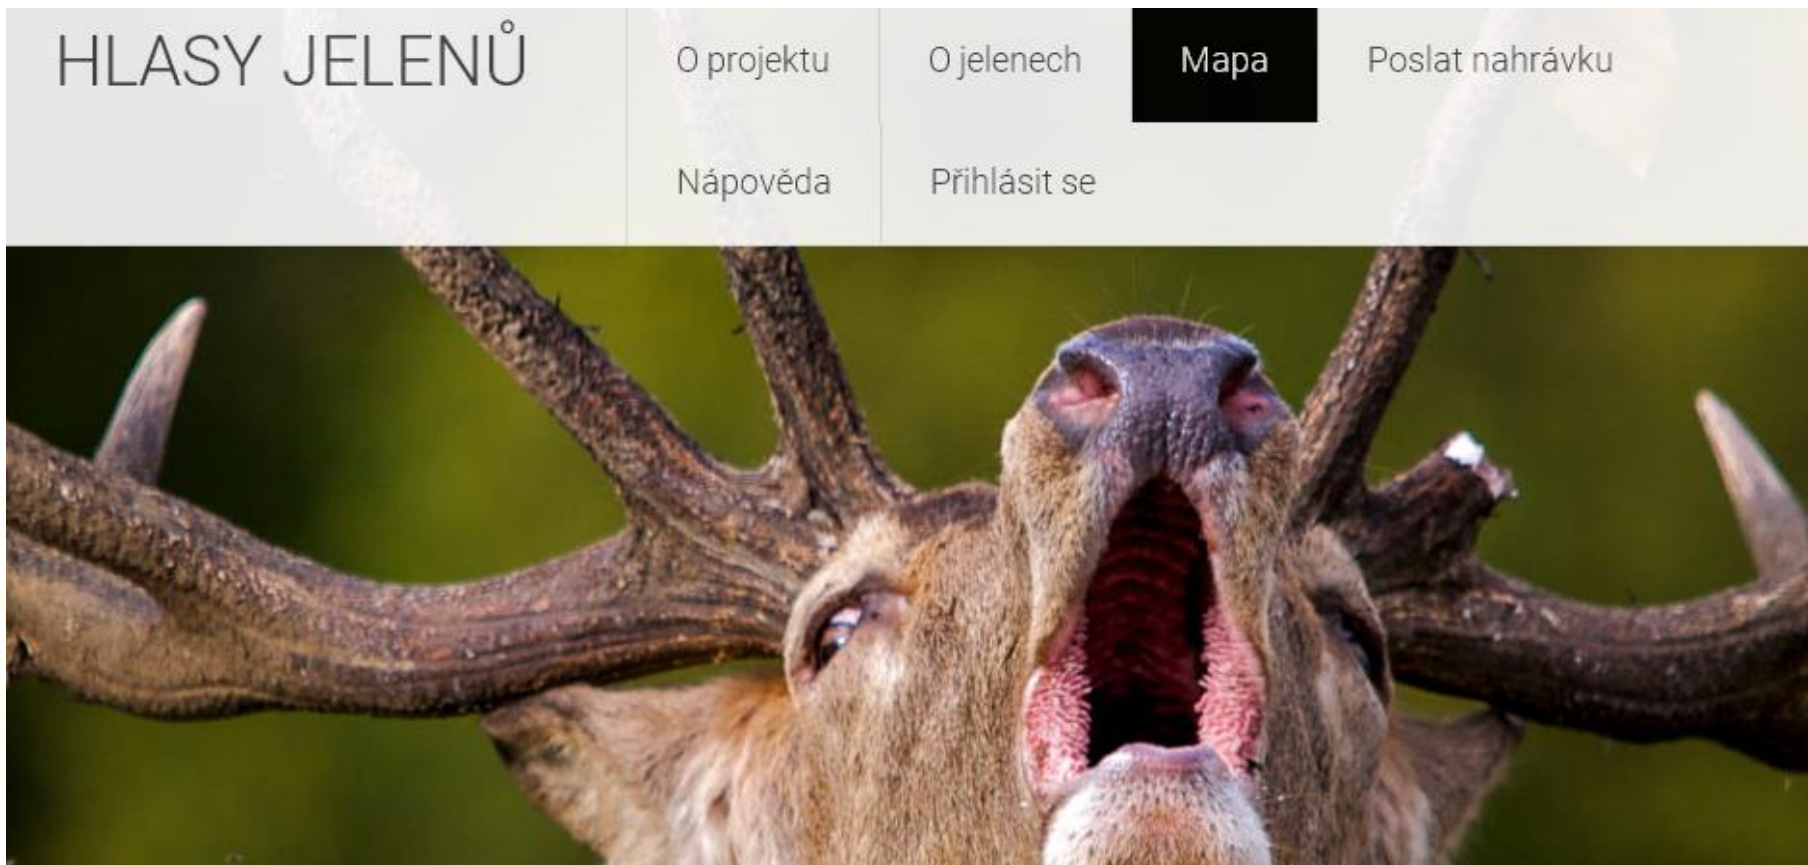 HLASY JELENŮ
O projektu O jelenech Mapa Poslat nahrávku
Nápověda Přihlásit se